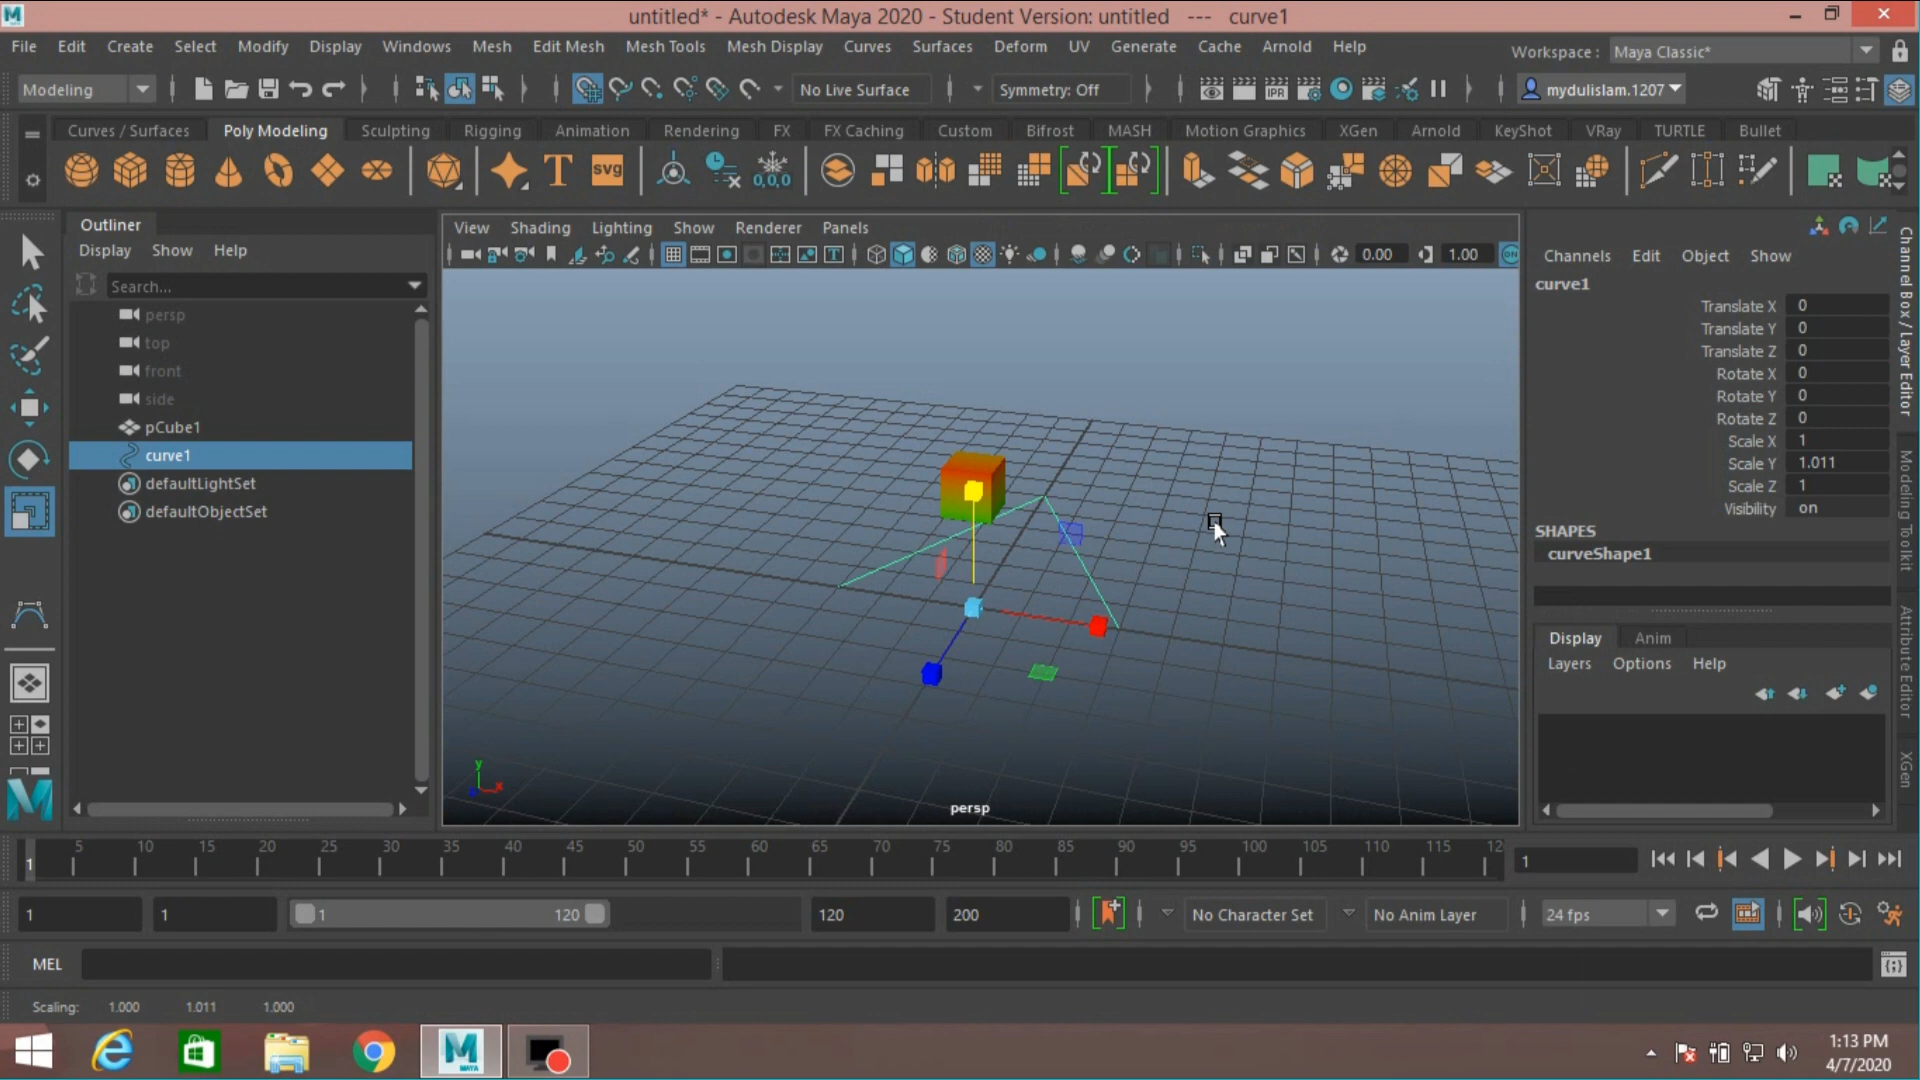 untitled* - Autodesk Maya 2020 - Student Version: untitled --- curve1
File Edit Create Select Modify Display Windows Mesh Edit Mesh Mesh Tools Mesh Display Curves Surfaces Deform UV Generate Cache Arnold Help
Workspace : Maya Classic*
Modeling
No Live Surface
Symmetry: Off
IPR
mydulislam.1207
Curves / Surfaces Poly Modeling Sculpting Rigging Animation Rendering FX FX Caching Custom Bifrost MASH Motion Graphics XGen Arnold KeyShot VRay TURTLE Bullet
T
svg
0,0,0
Outliner
Display Show Help
Search...
persp
top
front
side
pCube1
curve1
defaultLightSet
defaultObjectSet
View Shading Lighting Show Renderer Panels
0.00
1.00
persp
y
x
Channels Edit Object Show
curve1
Translate X 0
Translate Y 0
Translate Z 0
Rotate X 0
Rotate Y 0
Rotate Z 0
Scale X 1
Scale Y 1.011
Scale Z 1
Visibility on
SHAPES
curveShape1
Display Anim
Layers Options Help
Channel Box / Layer Editor
Modeling Toolkit
Attribute Editor
XGen
M
1
5 10 15 20 25 30 35 40 45 50 55 60 65 70 75 80 85 90 95 100 105 110 115 12
1
1
1
1 120
120
200
No Character Set
No Anim Layer
24 fps
MEL
Scaling: 1.000 1.011 1.000
M
MAYA
1:13 PM
4/7/2020